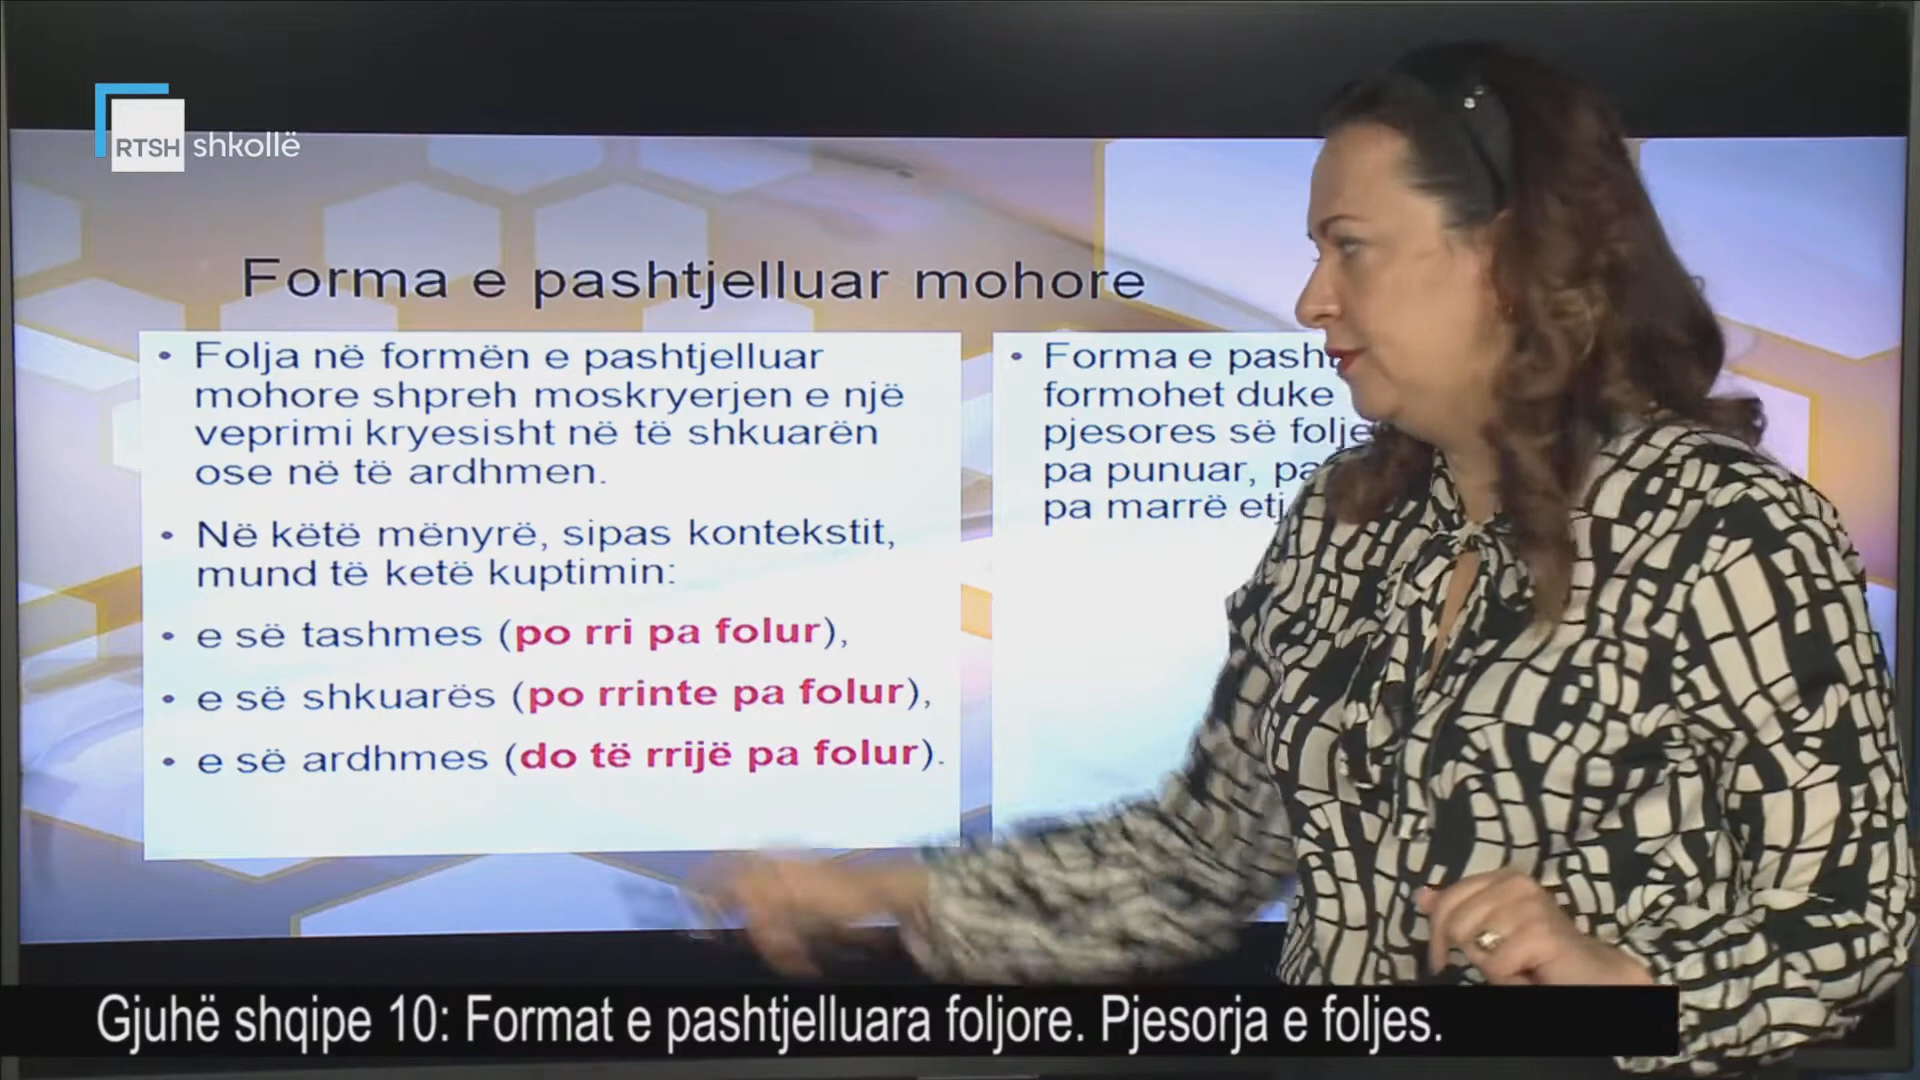 RTSH shkollë
Forma e pashtjelluar mohore
• Folja në formën e pashtjelluar
mohore shpreh moskryerjen e një
veprimi kryesisht në të shkuarën
ose në të ardhmen.
• Në këtë mënyrë, sipas kontekstit,
mund të ketë kuptimin:
• e së tashmes (po rri pa folur),
• e së shkuarës (po rrinte pa folur),
• e së ardhmes (do të rrijë pa folur).
• Forma e
formohet duke
pjesores së
pa punuar,
pa marrë etj
Gjuhë shqipe 10: Format e pashtjelluara foljore. Pjesorja e foljes.